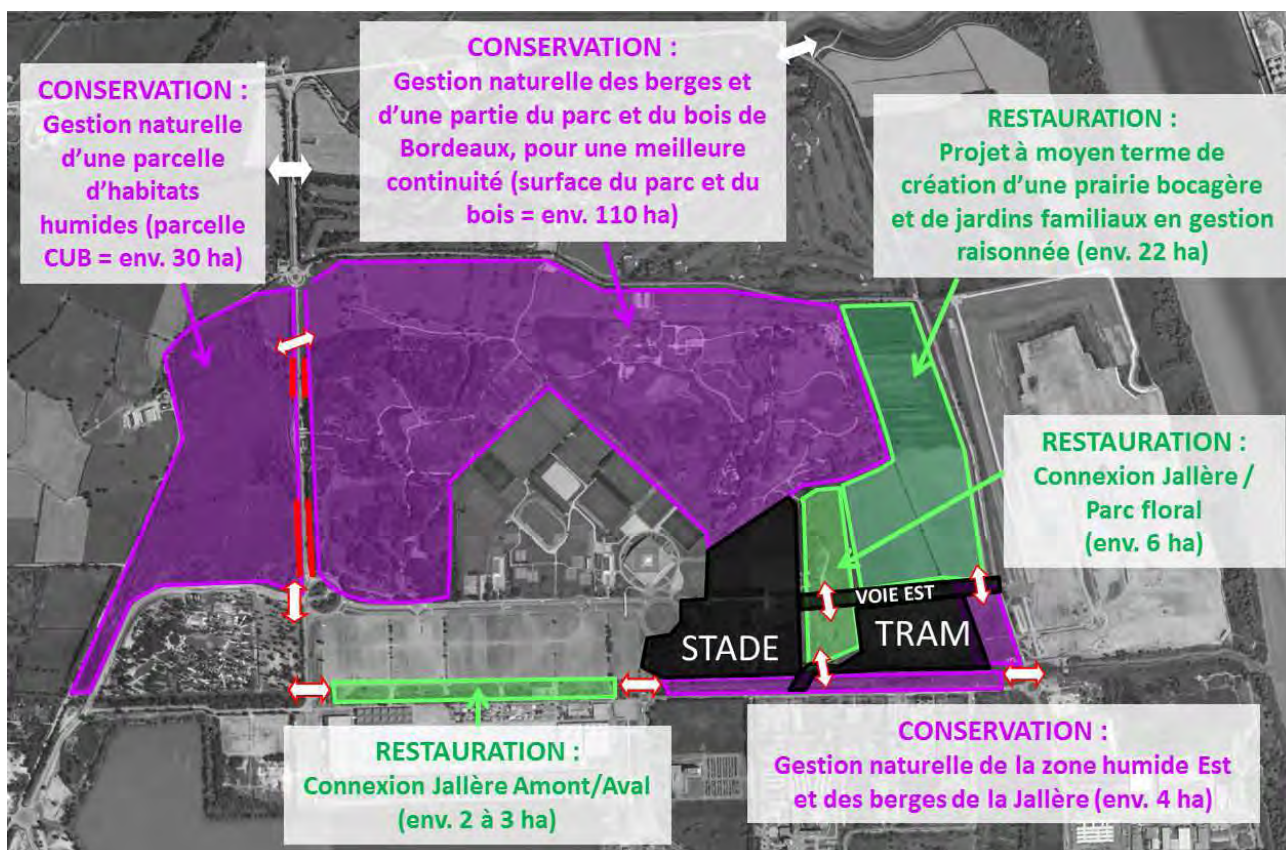 CONSERVATION :
Gestion naturelle
d'une parcelle
d'habitats
humides (parcelle
CUB = env. 30 ha)
CONSERVATION :
Gestion naturelle des berges et
d'une partie du parc et du bois de
Bordeaux, pour une meilleure
continuité (surface du parc et du
bois = env. 110 ha)
RESTAURATION :
Projet à moyen terme de
création d'une prairie bocagère
et de jardins familiaux en gestion
raisonnée (env. 22 ha)
RESTAURATION :
Connexion Jallère /
Parc floral
(env. 6 ha)
VOIE EST
STADE
TRAM
RESTAURATION :
Connexion Jallère Amont/Aval
(env. 2 à 3 ha)
CONSERVATION :
Gestion naturelle de la zone humide Est
et des berges de la Jallère (env. 4 ha)